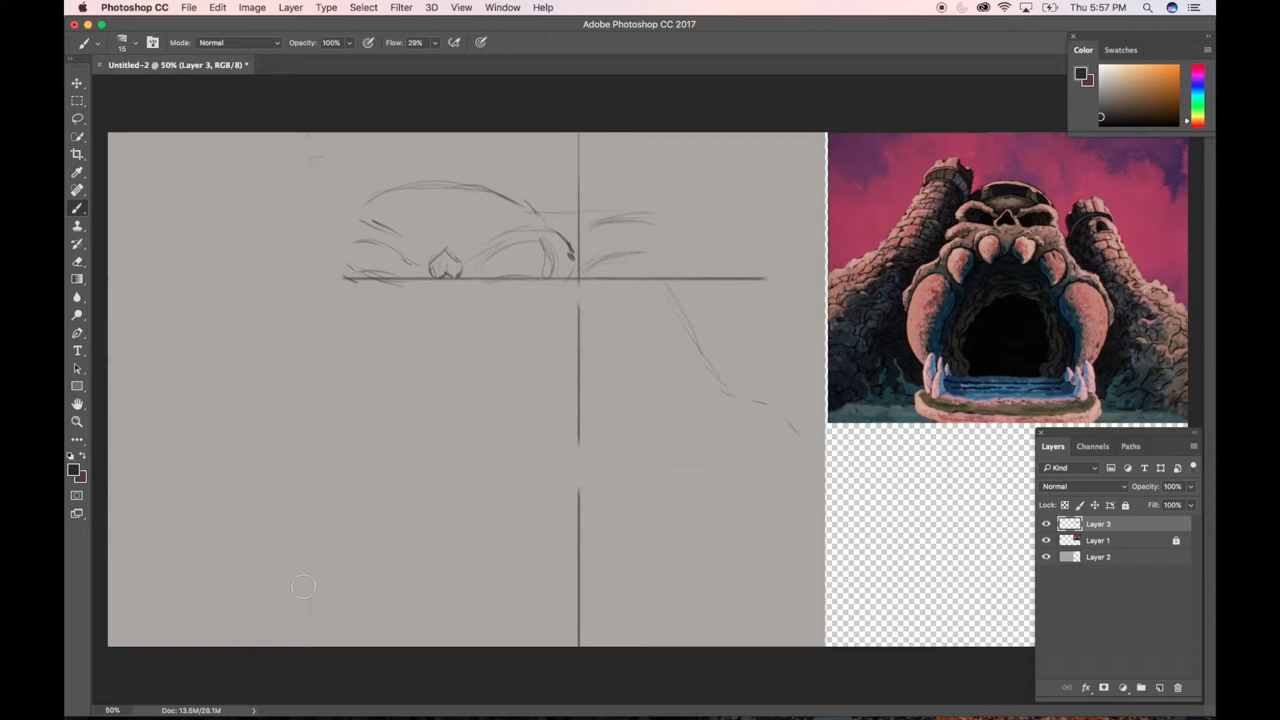 Photoshop CC File Edit Image Layer Type Select Filter 3D View Window Help Thu 5:57 PM
Adobe Photoshop CC 2017
15 Mode: Normal Opacity: 100% Flow: 29%
Untitled-2 @ 50% (Layer 3, RGB/8) *
Color Swatches
Layers Channels Paths
Kind
Normal Opacity: 100%
Lock: Fill: 100%
Layer 3
Layer 1
Layer 2
50% Doc: 13.5M/28.1M